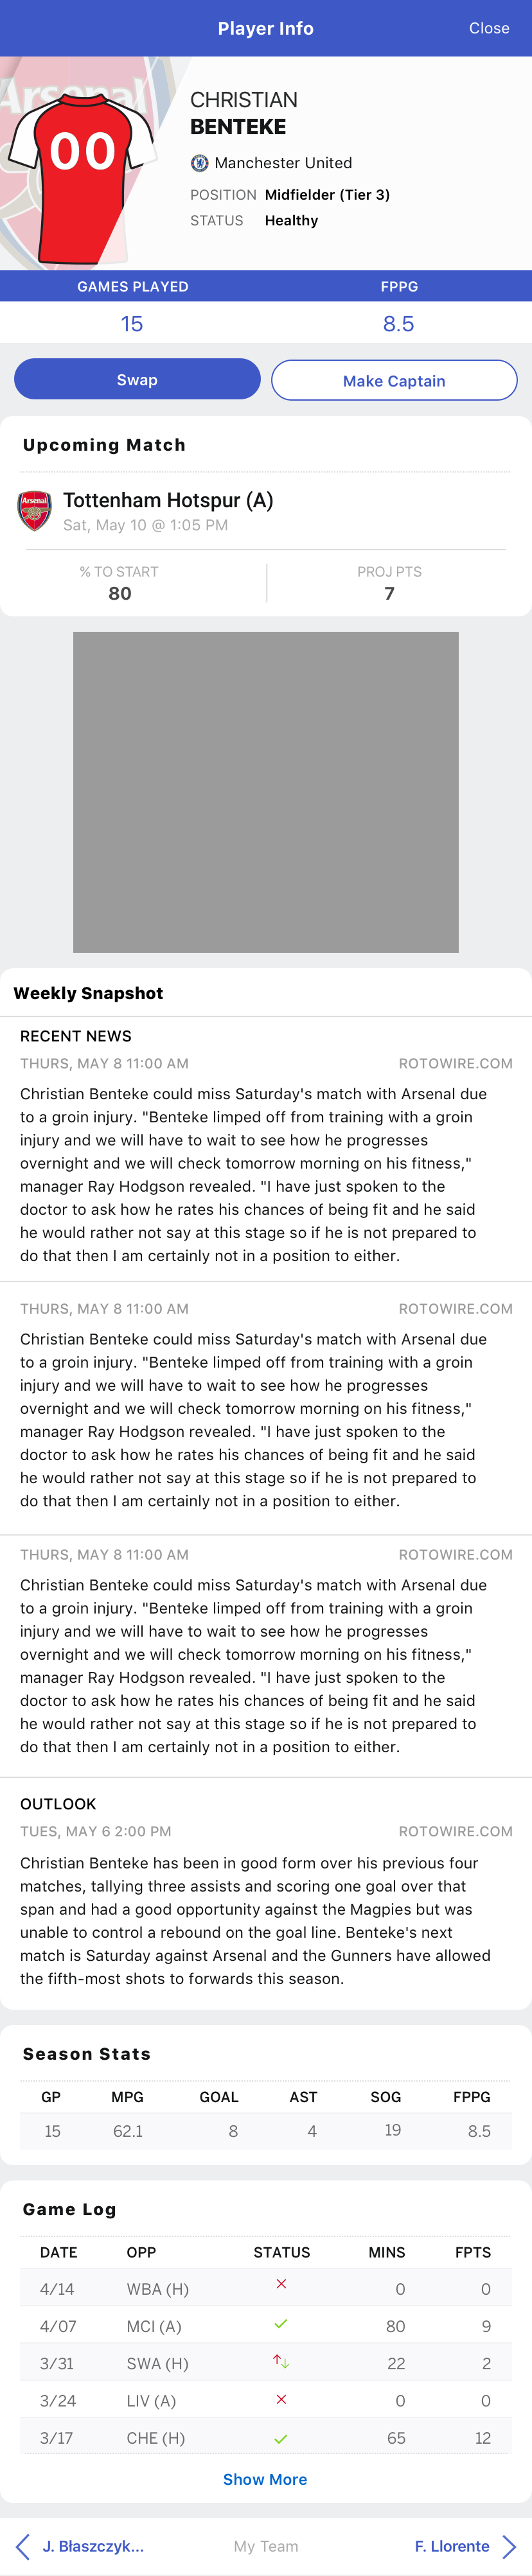 Player Info Close
Arsenal
00
CHRISTIAN
BENTEKE
Manchester United
POSITION Midfielder (Tier 3)
STATUS Healthy
GAMES PLAYED FPPG
15 8.5
Swap Make Captain
Upcoming Match
Arsenal
Tottenham Hotspur (A)
Sat, May 10 @ 1:05 PM
% TO START PROJ PTS
80 7
Weekly Snapshot
RECENT NEWS
THURS, MAY 8 11:00 AM ROTOWIRE.COM
Christian Benteke could miss Saturday's match with Arsenal due
to a groin injury. "Benteke limped off from training with a groin
injury and we will have to wait to see how he progresses
overnight and we will check tomorrow morning on his fitness,"
manager Ray Hodgson revealed. "I have just spoken to the
doctor to ask how he rates his chances of being fit and he said
he would rather not say at this stage so if he is not prepared to
do that then I am certainly not in a position to either.
THURS, MAY 8 11:00 AM ROTOWIRE.COM
Christian Benteke could miss Saturday's match with Arsenal due
to a groin injury. "Benteke limped off from training with a groin
injury and we will have to wait to see how he progresses
overnight and we will check tomorrow morning on his fitness,"
manager Ray Hodgson revealed. "I have just spoken to the
doctor to ask how he rates his chances of being fit and he said
he would rather not say at this stage so if he is not prepared to
do that then I am certainly not in a position to either.
THURS, MAY 8 11:00 AM ROTOWIRE.COM
Christian Benteke could miss Saturday's match with Arsenal due
to a groin injury. "Benteke limped off from training with a groin
injury and we will have to wait to see how he progresses
overnight and we will check tomorrow morning on his fitness,"
manager Ray Hodgson revealed. "I have just spoken to the
doctor to ask how he rates his chances of being fit and he said
he would rather not say at this stage so if he is not prepared to
do that then I am certainly not in a position to either.
OUTLOOK
TUES, MAY 6 2:00 PM ROTOWIRE.COM
Christian Benteke has been in good form over his previous four
matches, tallying three assists and scoring one goal over that
span and had a good opportunity against the Magpies but was
unable to control a rebound on the goal line. Benteke's next
match is Saturday against Arsenal and the Gunners have allowed
the fifth-most shots to forwards this season.
Season Stats
GP MPG GOAL AST SOG FPPG
15 62.1 8 4 19 8.5
Game Log
DATE OPP STATUS MINS FPTS
4/14 WBA (H) 0 0
4/07 MCI (A) 80 9
3/31 SWA (H) 22 2
3/24 LIV (A) 0 0
3/17 CHE (H) 65 12
Show More
J. Błaszczyk... My Team F. Llorente